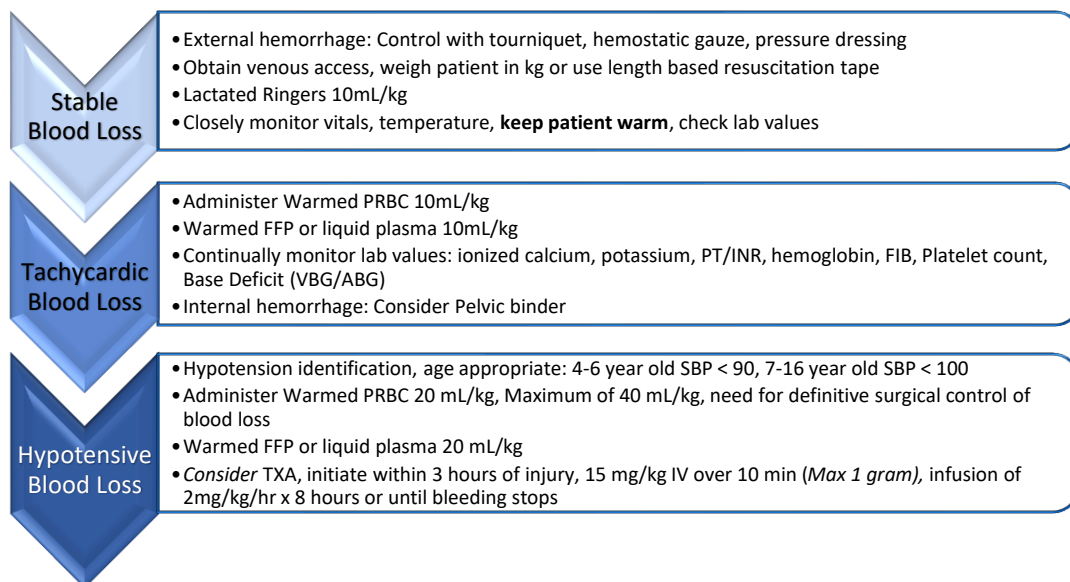 Stable
Blood Loss
•External hemorrhage: Control with tourniquet, hemostatic gauze, pressure dressing
•Obtain venous access, weigh patient in kg or use length based resuscitation tape
•Lactated Ringers 10mL/kg
•Closely monitor vitals, temperature, keep patient warm, check lab values
Tachycardic
Blood Loss
•Administer Warmed PRBC 10mL/kg
•Warmed FFP or liquid plasma 10mL/kg
•Continually monitor lab values: ionized calcium, potassium, PT/INR, hemoglobin, FIB, Platelet count,
Base Deficit (VBG/ABG)
•Internal hemorrhage: Consider Pelvic binder
Hypotensive
Blood Loss
•Hypotension identification, age appropriate: 4-6 year old SBP < 90, 7-16 year old SBP < 100
•Administer Warmed PRBC 20 mL/kg, Maximum of 40 mL/kg, need for definitive surgical control of
blood loss
•Warmed FFP or liquid plasma 20 mL/kg
•Consider TXA, initiate within 3 hours of injury, 15 mg/kg IV over 10 min (Max 1 gram), infusion of
2mg/kg/hr x 8 hours or until bleeding stops